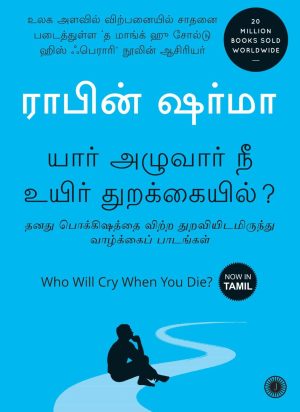 உலக அளவில் விற்பனையில் சாதனை
படைத்துள்ள 'த மாங்க் ஹு சோல்டு
ஹிஸ் ஃபெராரி' நூலின் ஆசிரியர்
20
MILLION
BOOKS SOLD
WORLDWIDE
ராபின் ஷர்மா
யார் அழுவார் நீ
உயிர் துறக்கையில்?
தனது பொக்கிஷத்தை விற்ற துறவியிடமிருந்து
வாழ்க்கைப் பாடங்கள்
Who Will Cry When You Die?
NOW IN
TAMIL
J